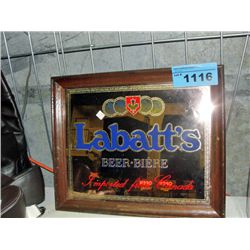 1116
Labatt's
BEER·BIÈRE
Imported from Canada